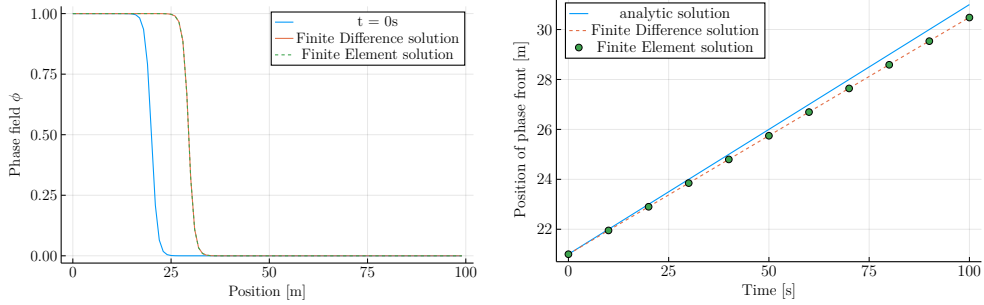 1.00
0.75
0.50
0.25
0.00
Phase field ϕ
t = 0s
Finite Difference solution
Finite Element solution
0
25
50
75
100
Position [m]
30
28
26
24
22
Position of phase front [m]
analytic solution
Finite Difference solution
Finite Element solution
0
25
50
75
100
Time [s]